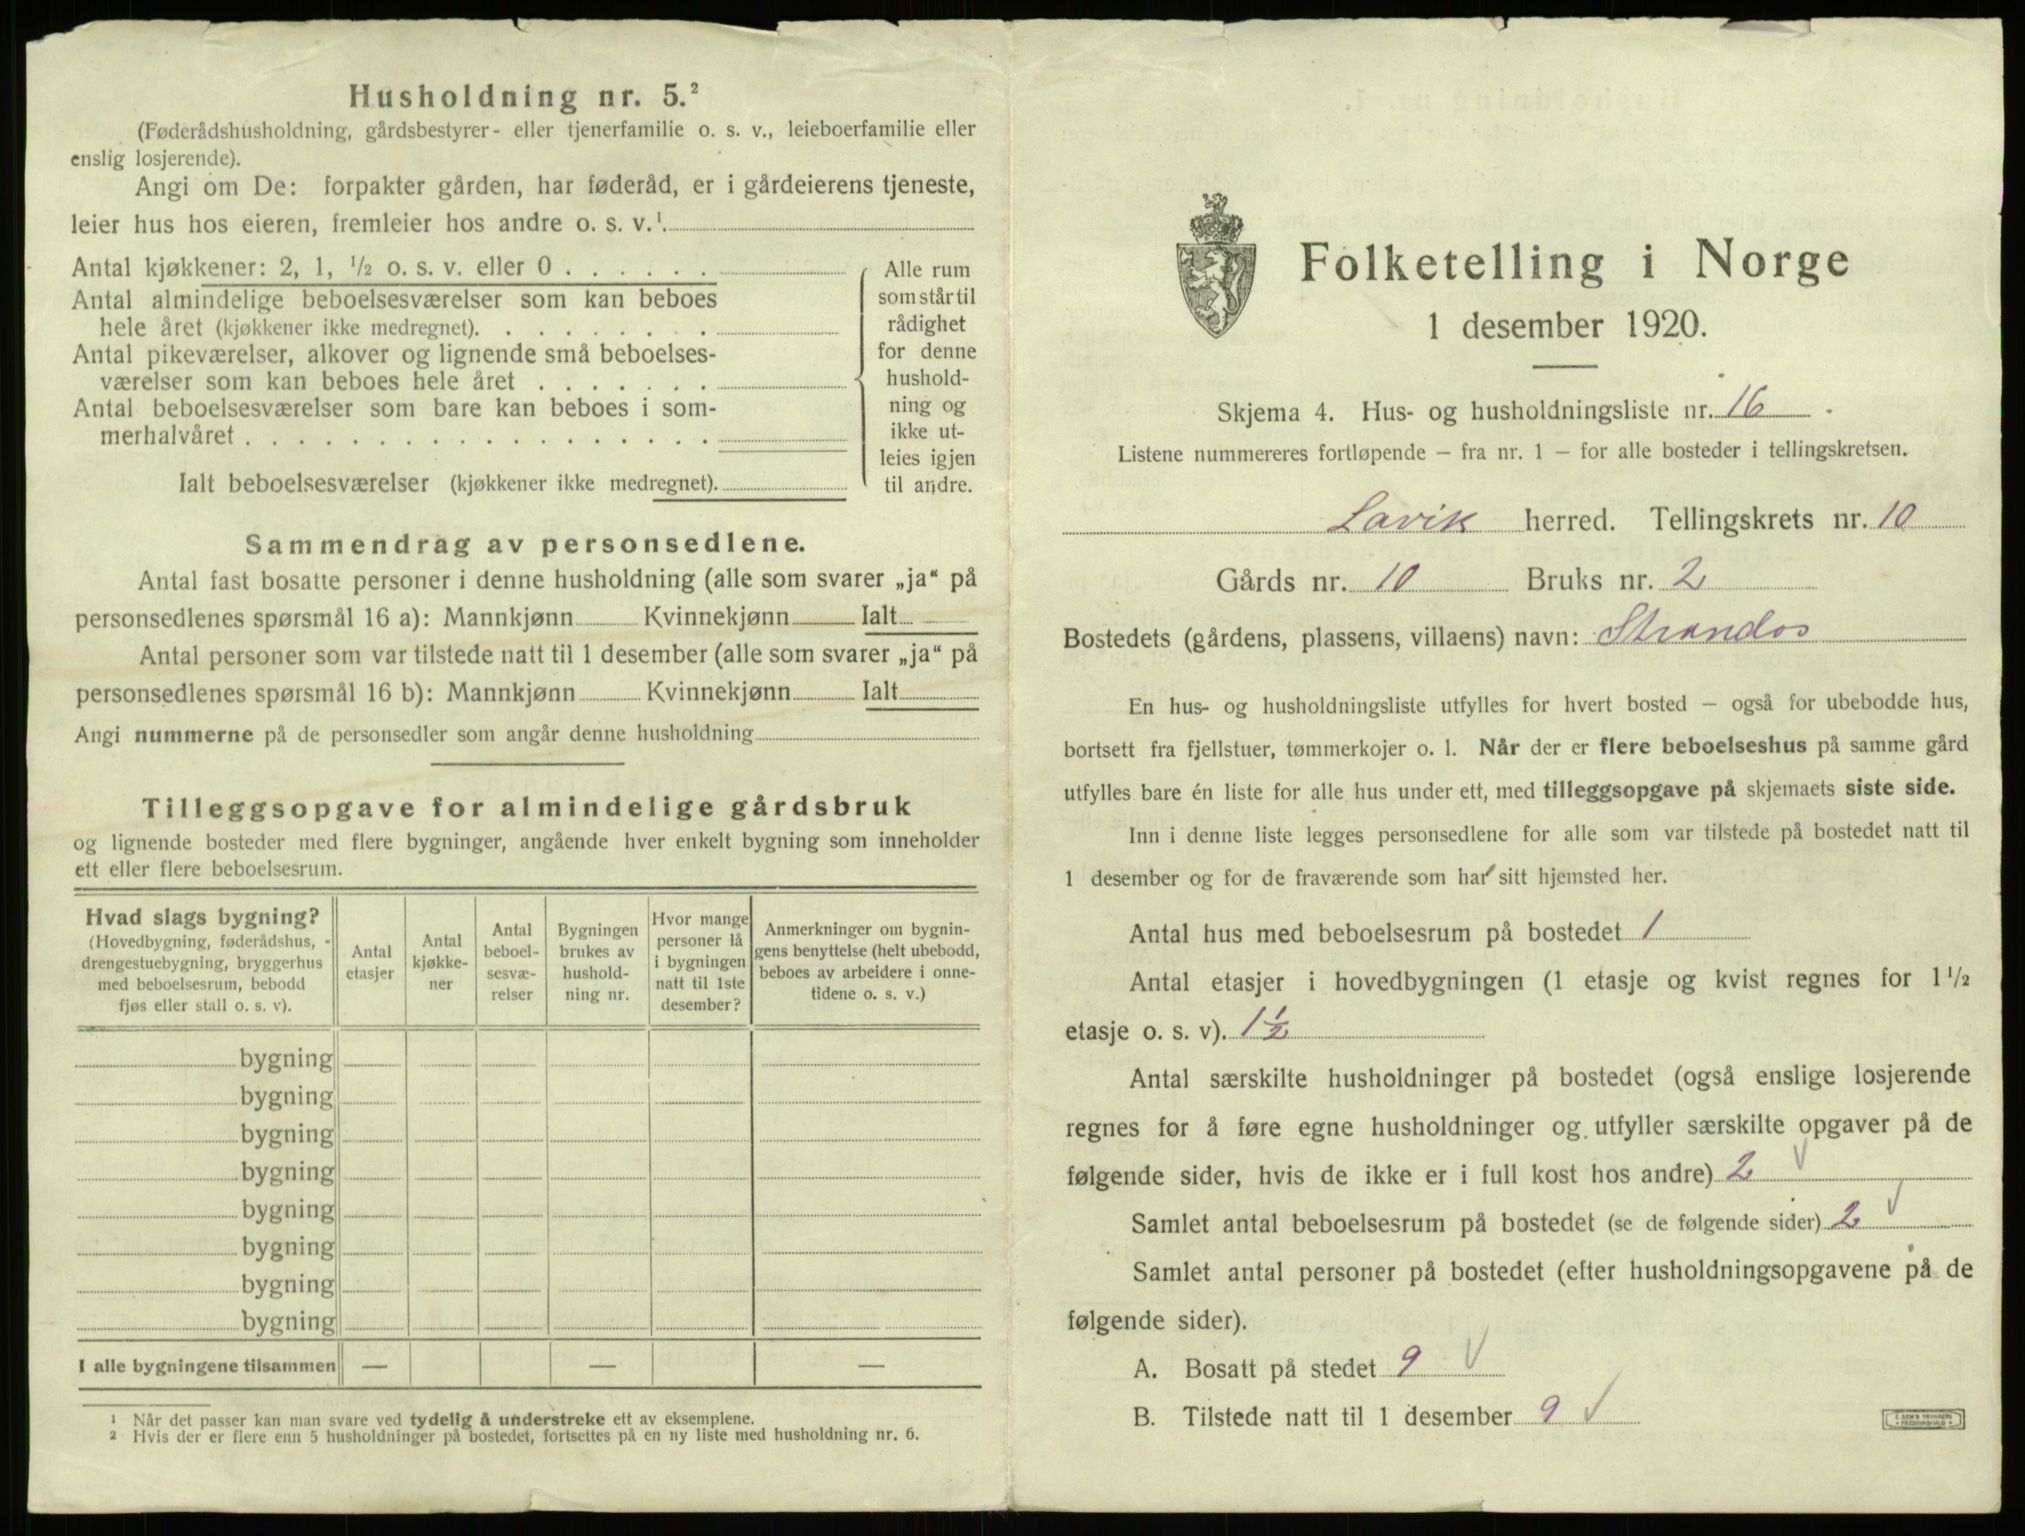 Husholdning nr. 5.²
(Føderådshusholdning, gårdsbestyrer- eller tjenerfamilie o. s. v., leieboerfamilie eller
enslig losjerende).
Angi om De: forpakter gården, har føderåd, er i gårdeierens tjeneste,
leier hus hos eieren, fremleier hos andre o. s. v.¹.
Antal kjøkkener: 2, 1, ½ o. s. v. eller 0 . . . . . .
Antal almindelige beboelsesværelser som kan beboes
hele året (kjøkkener ikke medregnet). . . . . . . . .
Antal pikeværelser, alkover og lignende små beboelses-
værelser som kan beboes hele året . . . . . . .
Antal beboelsesværelser som bare kan beboes i som-
merhalvåret . . . . . . . . . . . . . . . . . .
Ialt beboelsesværelser (kjøkkener ikke medregnet).
Alle rum
som står til
rådighet
for denne
hushold-
ning og
ikke ut-
leies igjen
til andre.
Sammendrag av personsedlene.
Antal fast bosatte personer i denne husholdning (alle som svarer „ja“ på
personsedlenes spørsmål 16 a): Mannkjønn Kvinnekjønn Ialt
Antal personer som var tilstede natt til 1 desember (alle som svarer „ja“ på
personsedlenes spørsmål 16 b): Mannkjønn Kvinnekjønn Ialt
Angi nummerne på de personsedler som angår denne husholdning
Tilleggsopgave for almindelige gårdsbruk
og lignende bosteder med flere bygninger, angående hver enkelt bygning som inneholder
ett eller flere beboelsesrum.
Hvad slags bygning?
(Hovedbygning, føderådshus,
drengestuebygning, bryggerhus
med beboelsesrum, bebodd
fjøs eller stall o. s. v).
Antal
etasjer
Antal
kjøkke-
ner
Antal
beboel-
sesvæ-
relser
Bygningen
brukes av
hushold-
ning nr.
Hvor mange
personer lå
i bygningen
natt til 1ste
desember?
Anmerkninger om bygnin-
gens benyttelse (helt ubebodd,
beboes av arbeidere i onne-
tidene o. s. v.)
bygning
bygning
bygning
bygning
bygning
bygning
bygning
bygning
I alle bygningene tilsammen — — —
¹ Når det passer kan man svare ved tydelig å understreke ett av eksemplene.
² Hvis der er flere enn 5 husholdninger på bostedet, fortsettes på en ny liste med husholdning nr. 6.
Folketelling i Norge
1 desember 1920.
Skjema 4. Hus- og husholdningsliste nr. 16
Listene nummereres fortløpende – fra nr. 1 – for alle bosteder i tellingskretsen.
Lavik herred. Tellingskrets nr. 10
Gårds nr. 10 Bruks nr. 2
Bostedets (gårdens, plassens, villaens) navn: Strandos
En hus- og husholdningsliste utfylles for hvert bosted – også for ubebodde hus,
bortsett fra fjellstuer, tømmerkojer o. l. Når der er flere beboelseshus på samme gård
utfylles bare én liste for alle hus under ett, med tilleggsopgave på skjemaets siste side.
Inn i denne liste legges personsedlene for alle som var tilstede på bostedet natt til
1 desember og for de fraværende som har sitt hjemsted her.
Antal hus med beboelsesrum på bostedet 1
Antal etasjer i hovedbygningen (1 etasje og kvist regnes for 1 ½
etasje o. s. v). 1 ½
Antal særskilte husholdninger på bostedet (også enslige losjerende
regnes for å føre egne husholdninger og utfyller særskilte opgaver på de
følgende sider, hvis de ikke er i full kost hos andre) 2
Samlet antal beboelsesrum på bostedet (se de følgende sider) 2
Samlet antal personer på bostedet (efter husholdningsopgavene på de
følgende sider).
A. Bosatt på stedet 9
B. Tilstede natt til 1 desember 9